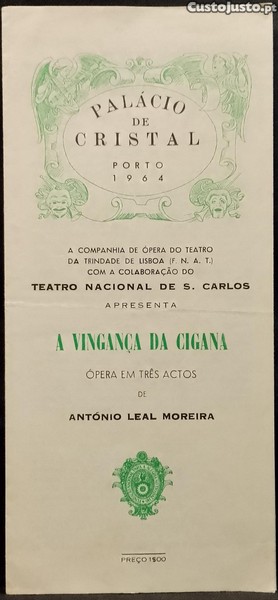 CustoJusto.pt
PALÁCIO
DE
CRISTAL
PORTO
1964
A COMPANHIA DE ÓPERA DO TEATRO
DA TRINDADE DE LISBOA (F. N. A. T.)
COM A COLABORAÇÃO DO
TEATRO NACIONAL DE S. CARLOS
APRESENTA
A VINGANÇA DA CIGANA
ÓPERA EM TRÊS ACTOS
DE
ANTÓNIO LEAL MOREIRA
PREÇO 1$00